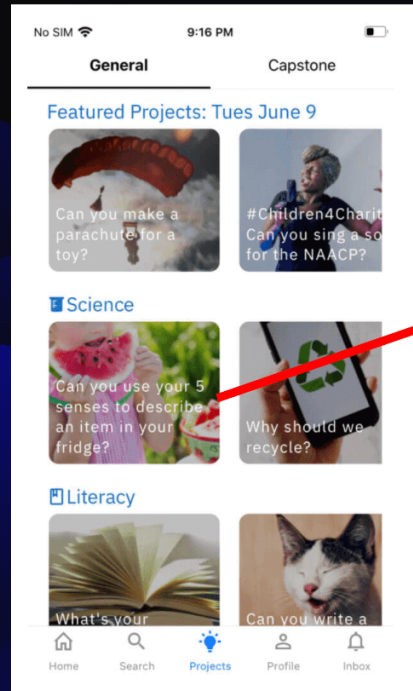 No SIM 9:16 PM
General Capstone
Featured Projects: Tues June 9
Can you make a
parachute for a
toy?
#Children4Charit
Can you sing a so
for the NAACP?
Science
Can you use your 5
senses to describe
an item in your
fridge?
Why should we
recycle?
Literacy
What's your
Can you write a
Home Search Projects Profile Inbox